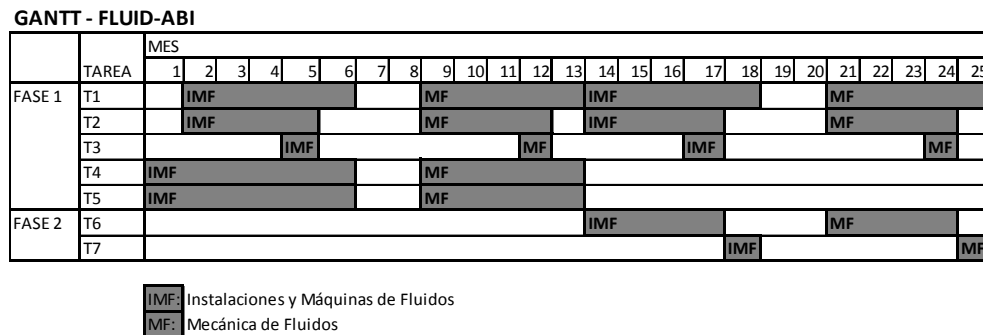 GANTT - FLUID-ABI
MES
TAREA 1 2 3 4 5 6 7 8 9 10 11 12 13 14 15 16 17 18 19 20 21 22 23 24 25
FASE 1 T1 IMF MF IMF MF
T2 IMF MF IMF MF
T3 IMF MF IMF MF
T4 IMF MF
T5 IMF MF
FASE 2 T6 IMF MF
T7 IMF MF
IMF: Instalaciones y Máquinas de Fluidos
MF: Mecánica de Fluidos